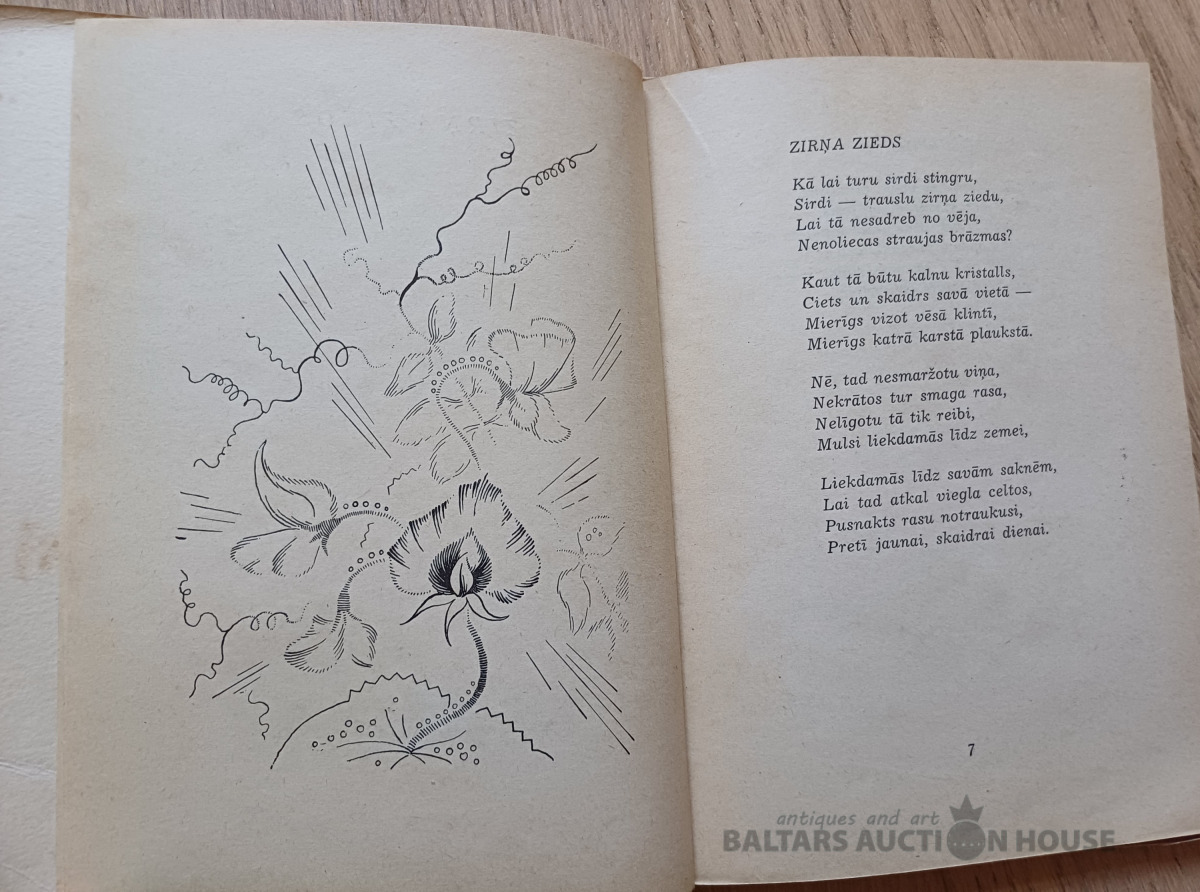 ZIRŅA ZIEDS
Kā lai turu sirdi stingru,
Sirdi — trauslu zirņa ziedu,
Lai tā nesadreb no vēja,
Nenoliecas straujas brāzmas?
Kaut tā būtu kalnu kristalls,
Ciets un skaidrs savā vietā —
Mierīgs vizot vēsā klintī,
Mierīgs katrā karstā plaukstā.
Nē, tad nesmaržotu viņa,
Nekrātos tur smaga rasa,
Nelīgotu tā tik reibi,
Mulsi liekdamās līdz zemei,
Liekdamās līdz savām saknēm,
Lai tad atkal viegla celtos,
Pusnakts rasu notraukusi,
Pretī jaunai, skaidrai dienai.
7
antiques and art
BALTARS AUCTION HOUSE